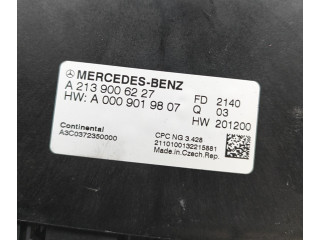 MERCEDES-BENZ
A 213 900 62 27
HW: A 000 901 98 07
FD 2140
Q 03
HW 201200
Continental
A3C0372350000
CPC NG 3.428
2110100132215881
Made in Czech.Rep.